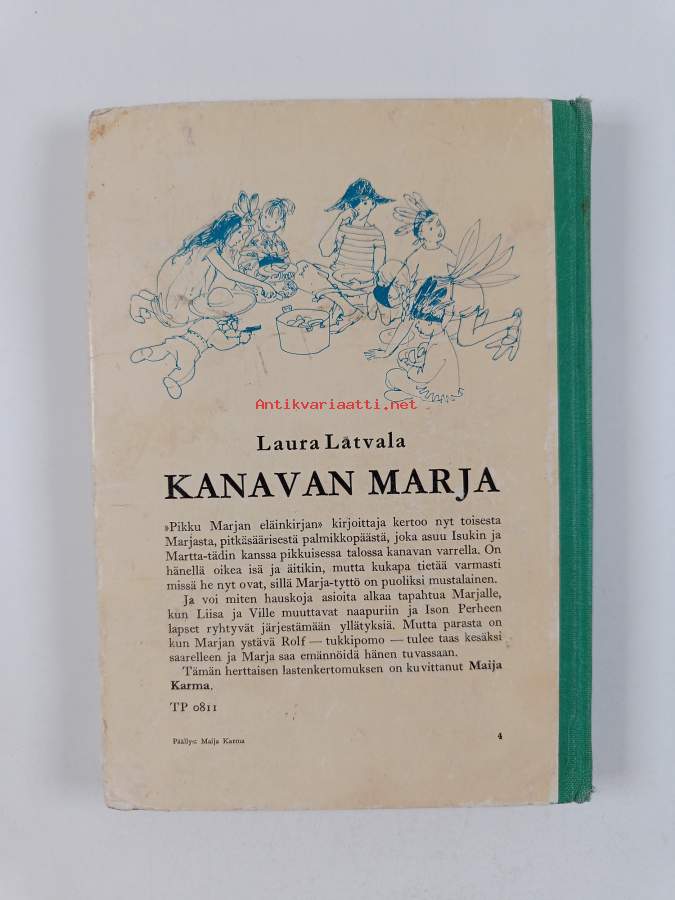 Antikvariaatti.net
Laura Latvala
KANAVAN MARJA
»Pikku Marjan eläinkirjan» kirjoittaja kertoo nyt toisesta
Marjasta, pitkäsäärisestä palmikkopäästä, joka asuu Isukin ja
Martta-tädin kanssa pikkuisessa talossa kanavan varrella. On
hänellä oikea isä ja äitikin, mutta kukapa tietää varmasti
missä he nyt ovat, sillä Marja-tyttö on puoliksi mustalainen.
Ja voi miten hauskoja asioita alkaa tapahtua Marjalle,
kun Liisa ja Ville muuttavat naapuriin ja Ison Perheen
lapset ryhtyvät järjestämään yllätyksiä. Mutta parasta on
kun Marjan ystävä Rolf — tukkipomo — tulee taas kesäksi
saarelleen ja Marja saa emännöidä hänen tuvassaan.
Tämän herttaisen lastenkertomuksen on kuvittanut Maija
Karma.
TP 0811
Päällys: Maija Karma
4